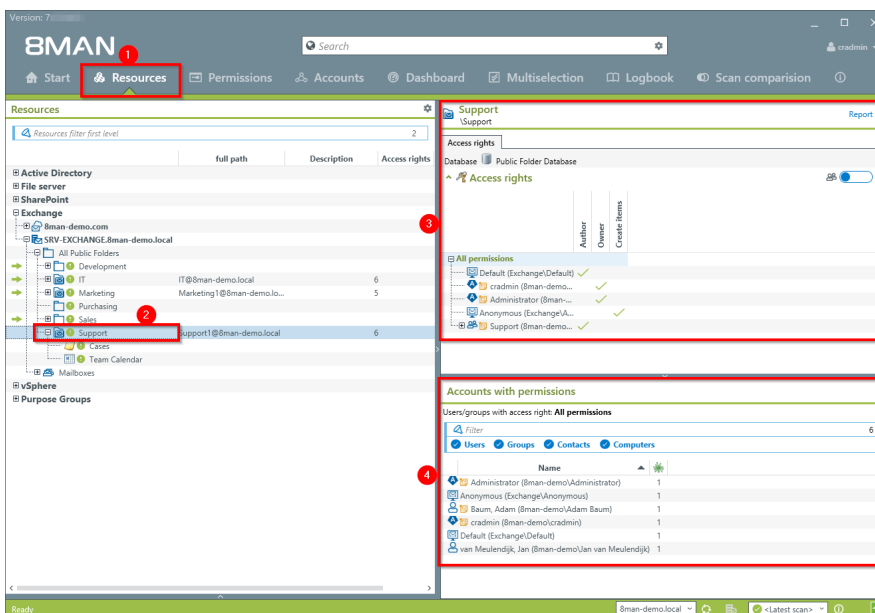 Version: 7
8MAN
1
Search
cradmin
Start Resources Permissions Accounts Dashboard Multiselection Logbook Scan comparision
Resources
Resources filter first level 2
full path Description Access rights
Active Directory
File server
SharePoint
Exchange
8man-demo.com
SRV-EXCHANGE.8man-demo.local
All Public Folders
Development
IT IT@8man-demo.local 6
Marketing Marketing1@8man-demo.lo... 5
Purchasing
2
Sales
Support Support1@8man-demo.local 6
Cases
Team Calendar
Mailboxes
vSphere
Purpose Groups
3
Support
\Support
Report
Access rights
Database Public Folder Database
Access rights
Author
Owner
Create items
All permissions
Default (Exchange\Default)
cradmin (8man-demo...
Administrator (8man-...
Anonymous (Exchange\A...
Support (8man-demo...
4
Accounts with permissions
Users/groups with access right: All permissions
Filter 6
Users Groups Contacts Computers
Name
Administrator (8man-demo\Administrator) 1
Anonymous (Exchange\Anonymous) 1
Baum, Adam (8man-demo\Adam Baum) 1
cradmin (8man-demo\cradmin) 1
Default (Exchange\Default) 1
van Meulendijk, Jan (8man-demo\Jan van Meulendijk) 1
Ready
8man-demo.local
<Latest scan>